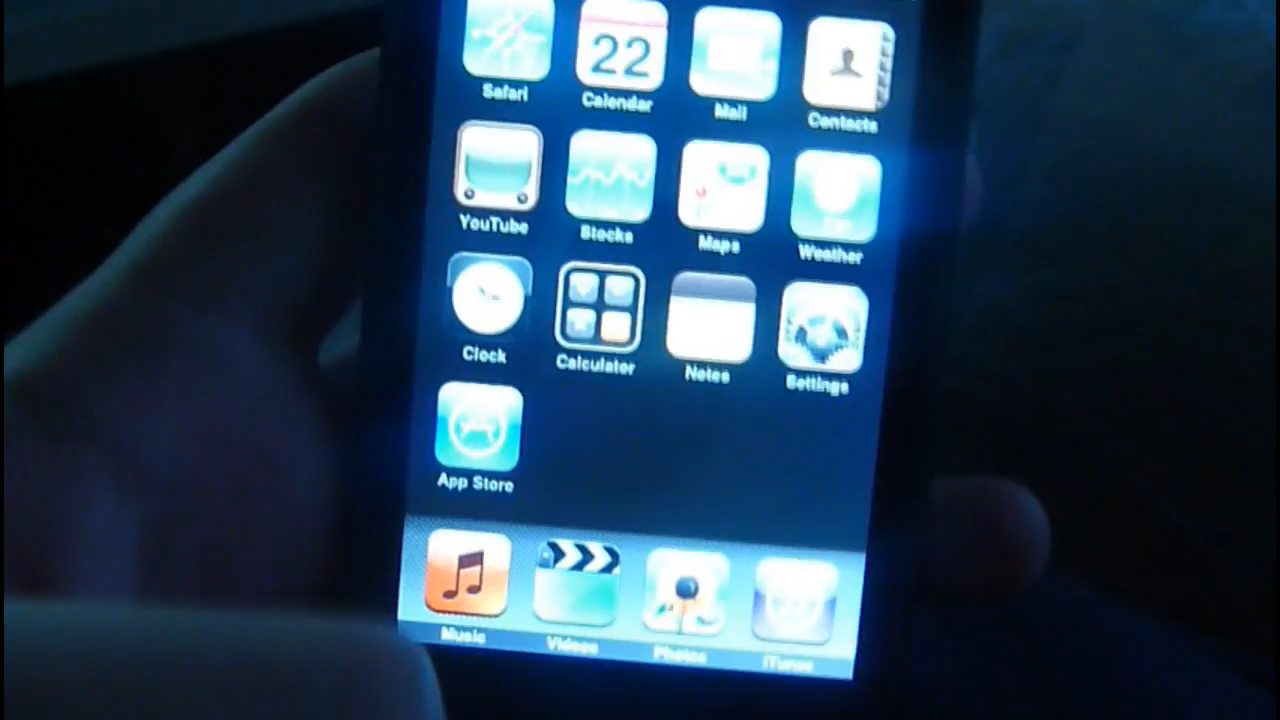 22
Safari Calendar Mail Contacts
YouTube Stocks Maps Weather
Clock Calculator Notes Settings
App Store
Music Videos Photos iTunes